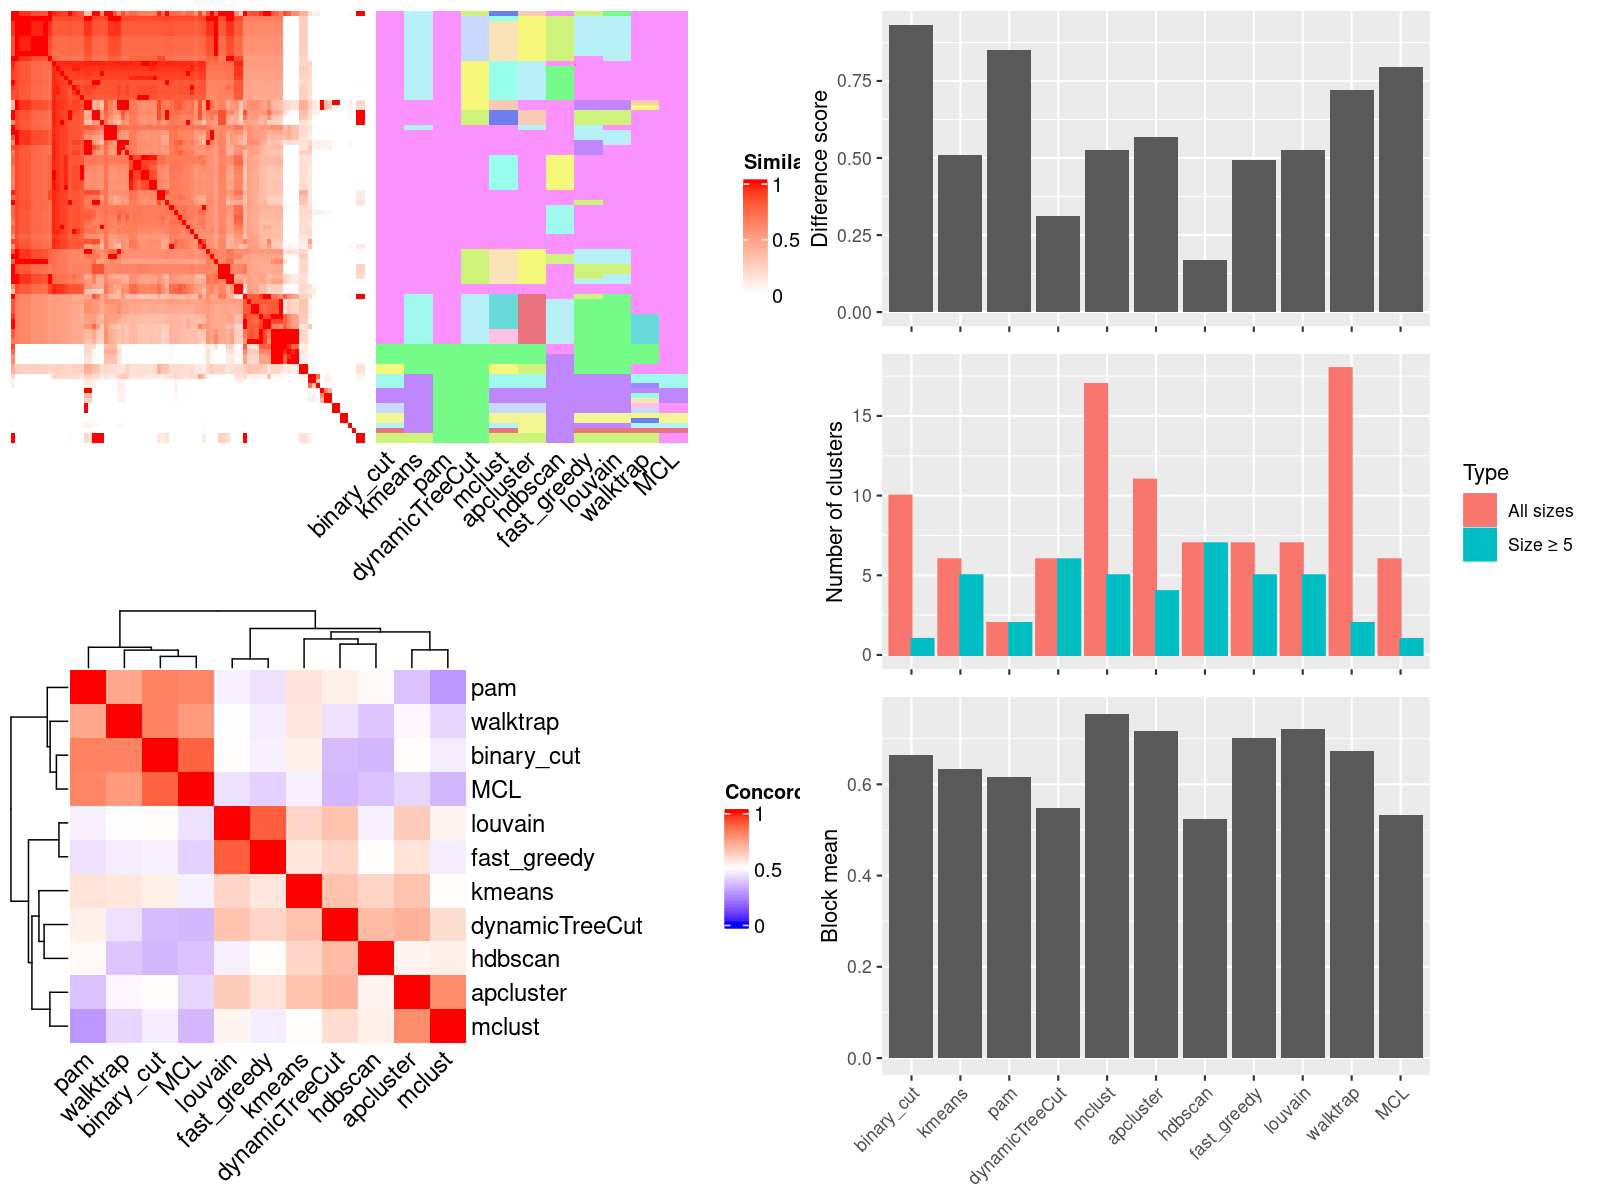 Simila
1
0.5
0
binary_cut
kmeans
pam
dynamicTreeCut
mclust
apcluster
hdbscan
fast_greedy
louvain
walktrap
MCL
Difference score
0.75
0.50
0.25
0.00
Number of clusters
15
10
5
0
Type
All sizes
Size ≥ 5
pam
walktrap
binary_cut
MCL
louvain
fast_greedy
kmeans
dynamicTreeCut
hdbscan
apcluster
mclust
pam
walktrap
binary_cut
MCL
louvain
fast_greedy
kmeans
dynamicTreeCut
hdbscan
apcluster
mclust
Concord
1
0.5
0
Block mean
0.6
0.4
0.2
0.0
binary_cut
kmeans
pam
dynamicTreeCut
mclust
apcluster
hdbscan
fast_greedy
louvain
walktrap
MCL